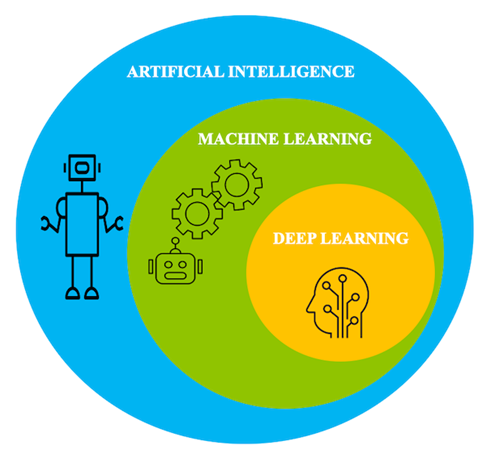 ARTIFICIAL INTELLIGENCE
MACHINE LEARNING
DEEP LEARNING